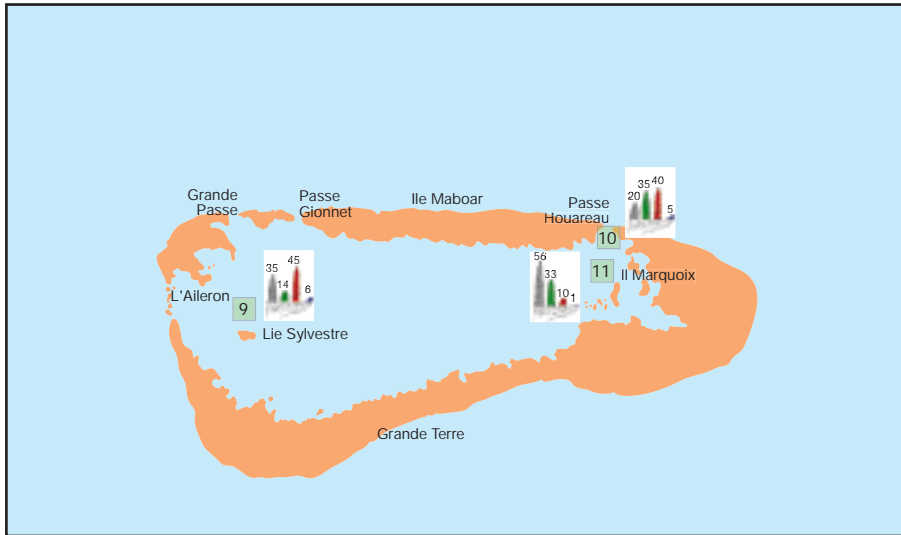 Grande
Passe
Passe
Gionnet
Ile Maboar
Passe
Houareau
20
35
40
5
10
56
33
10
1
11
Il Marquoix
35
14
45
6
L'Aileron
9
Lie Sylvestre
Grande Terre